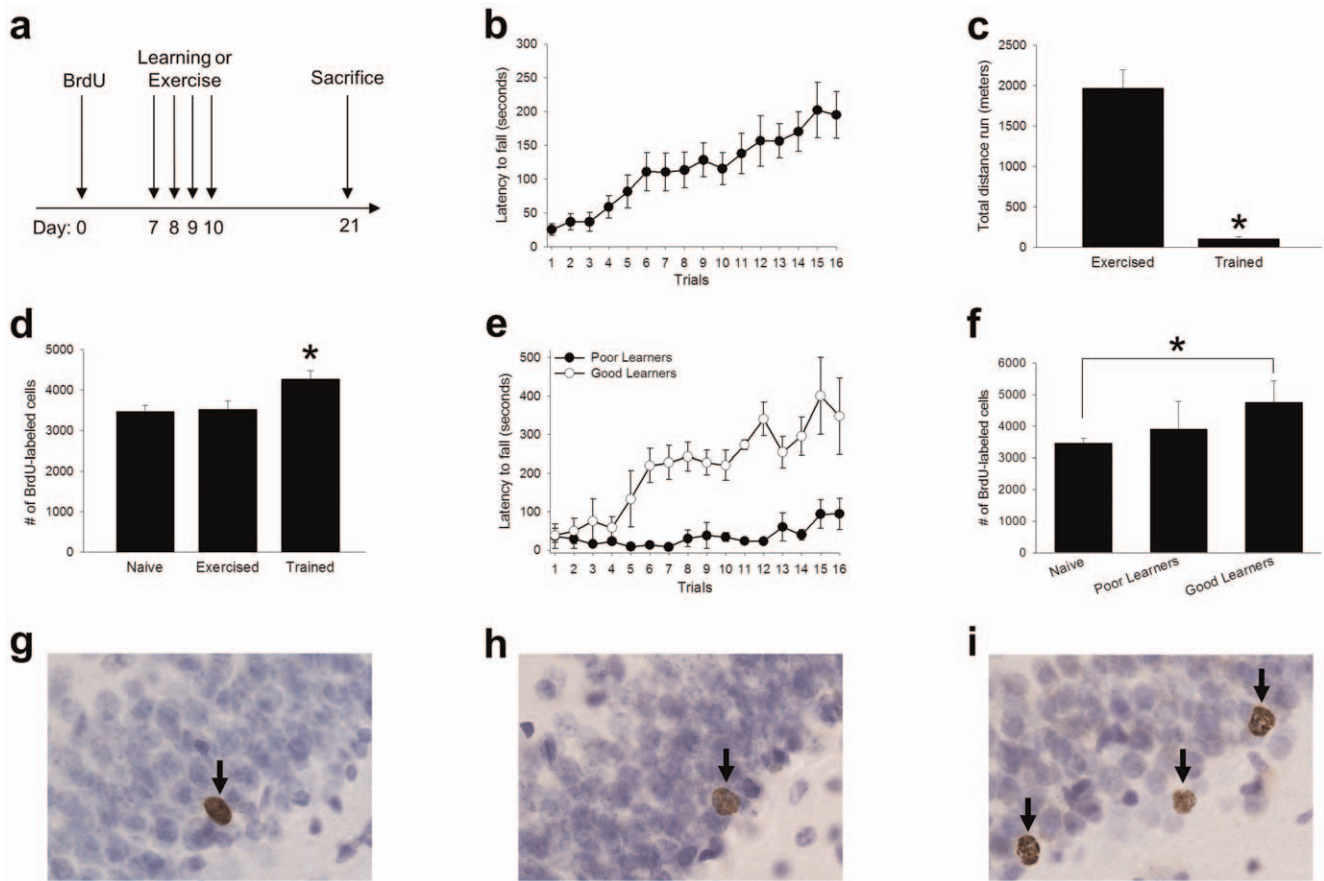 a
BrdU
Learning or
Exercise
Sacrifice
Day: 0
7
8
9
10
21
b
Latency to fall (seconds)
300
250
200
150
100
50
0
1 2 3 4 5 6 7 8 9 10 11 12 13 14 15 16
Trials
c
Total distance run (meters)
2500
2000
1500
1000
500
0
*
Exercised
Trained
d
# of BrdU-labeled cells
5000
4000
3000
2000
1000
0
*
Naive
Exercised
Trained
e
Poor Learners
Good Learners
Latency to fall (seconds)
500
400
300
200
100
0
1 2 3 4 5 6 7 8 9 10 11 12 13 14 15 16
Trials
f
# of BrdU-labeled cells
6000
5000
4000
3000
2000
1000
0
*
Naive
Poor Learners
Good Learners
g
h
i